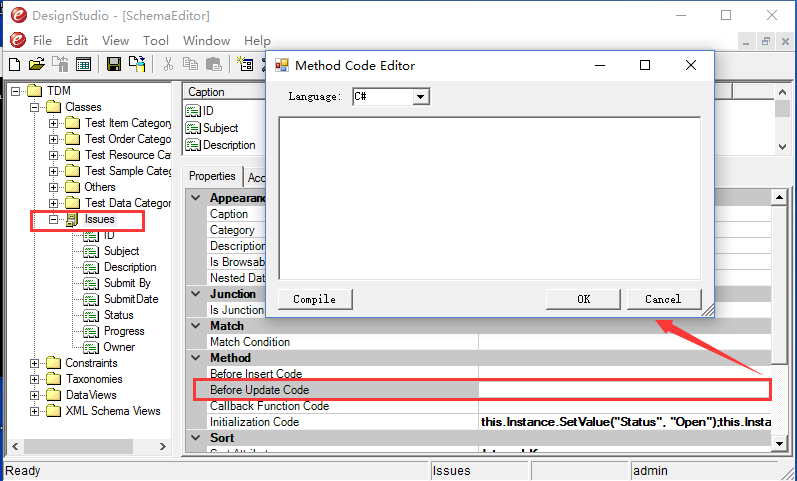 DesignStudio - [SchemaEditor]
File Edit View Tool Window Help
Method Code Editor
Language: C#
Compile OK Cancel
TDM
Classes
Test Item Category
Test Order Catego
Test Resource Cat
Test Sample Categ
Others
Test Data Categor
Issues
ID
Subject
Description
Submit By
SubmitDate
Status
Progress
Owner
Constraints
Taxonomies
DataViews
XML Schema Views
Caption
ID
Subject
Description
Properties
Appearanc
Caption
Category
Description
Is Browsab
Nested Dat
Junction
Is Junction
Match
Match Condition
Method
Before Insert Code
Before Update Code
Callback Function Code
Initialization Code this.Instance.SetValue("Status", "Open");this.Insta
Sort
Ready Issues admin